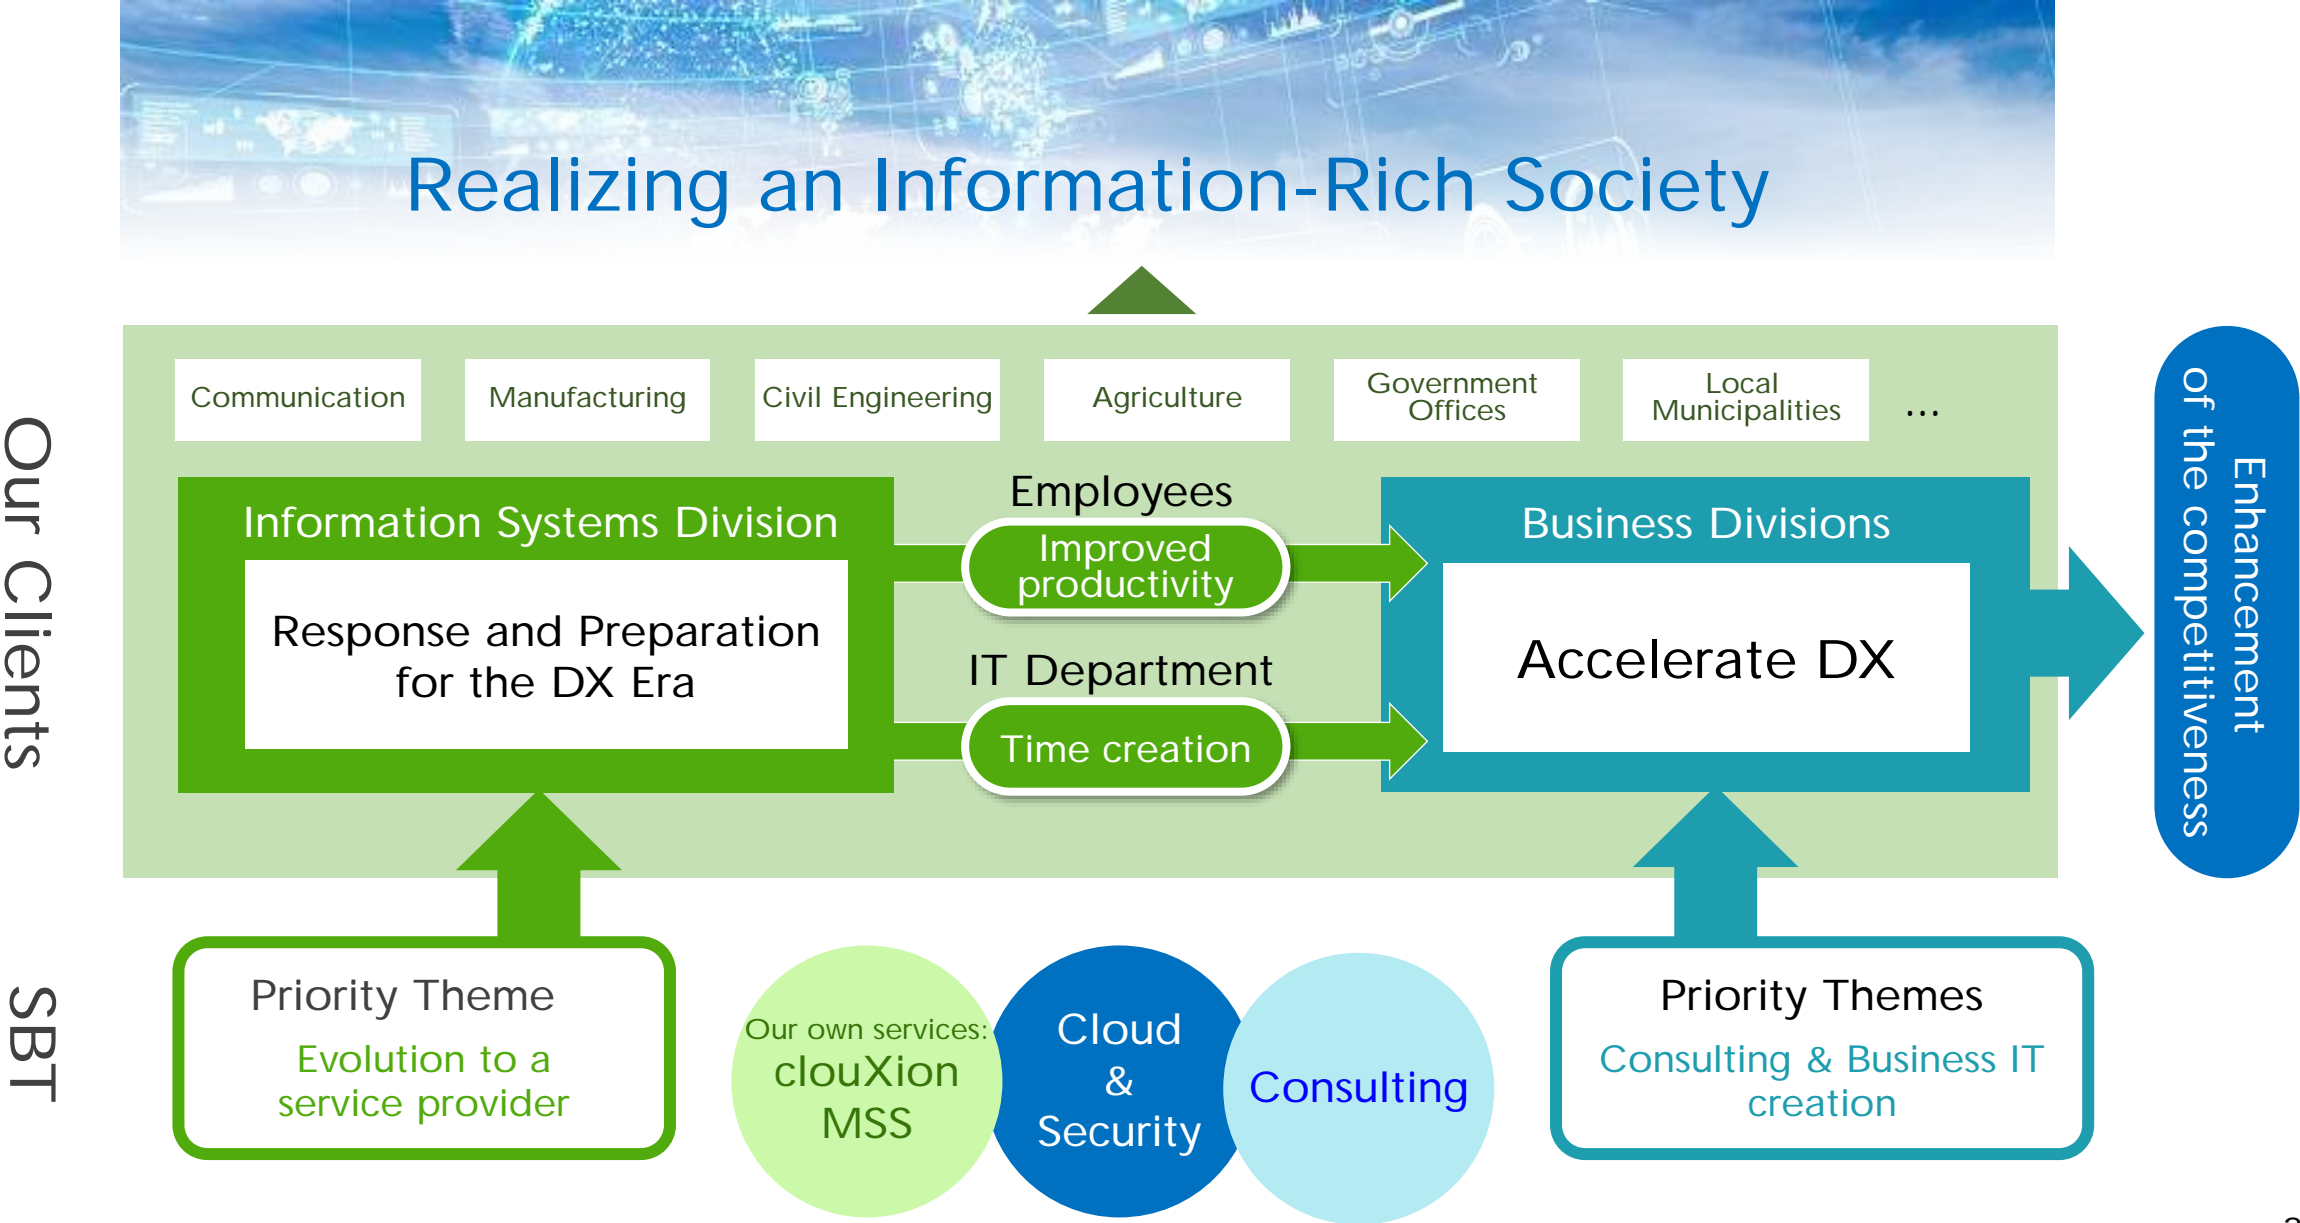 Realizing an Information-Rich Society
Our Clients
Communication
Manufacturing
Civil Engineering
Agriculture
Government
Offices
Local
Municipalities
...
Information Systems Division
Response and Preparation
for the DX Era
Employees
Improved
productivity
IT Department
Time creation
Business Divisions
Accelerate DX
Enhancement
of the competitiveness
SBT
Priority Theme
Evolution to a
service provider
Our own services:
clouXion
MSS
Cloud
&
Security
Consulting
Priority Themes
Consulting & Business IT
creation